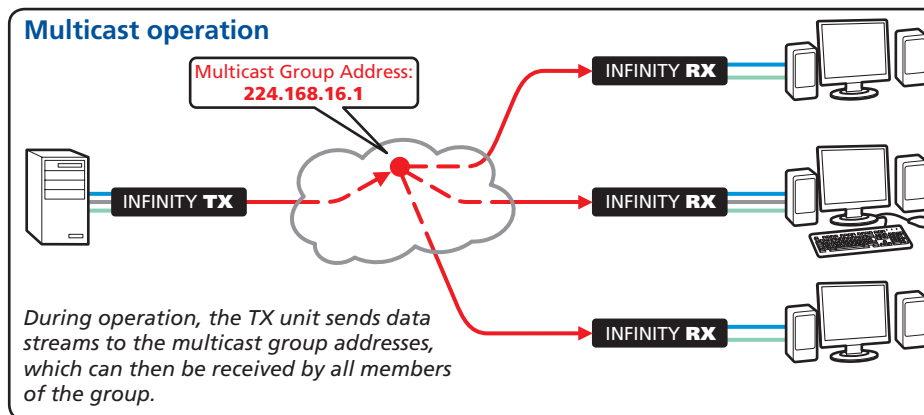 Multicast operation
Multicast Group Address:
224.168.16.1
INFINITY RX
INFINITY TX
INFINITY RX
INFINITY RX
During operation, the TX unit sends data
streams to the multicast group addresses,
which can then be received by all members
of the group.